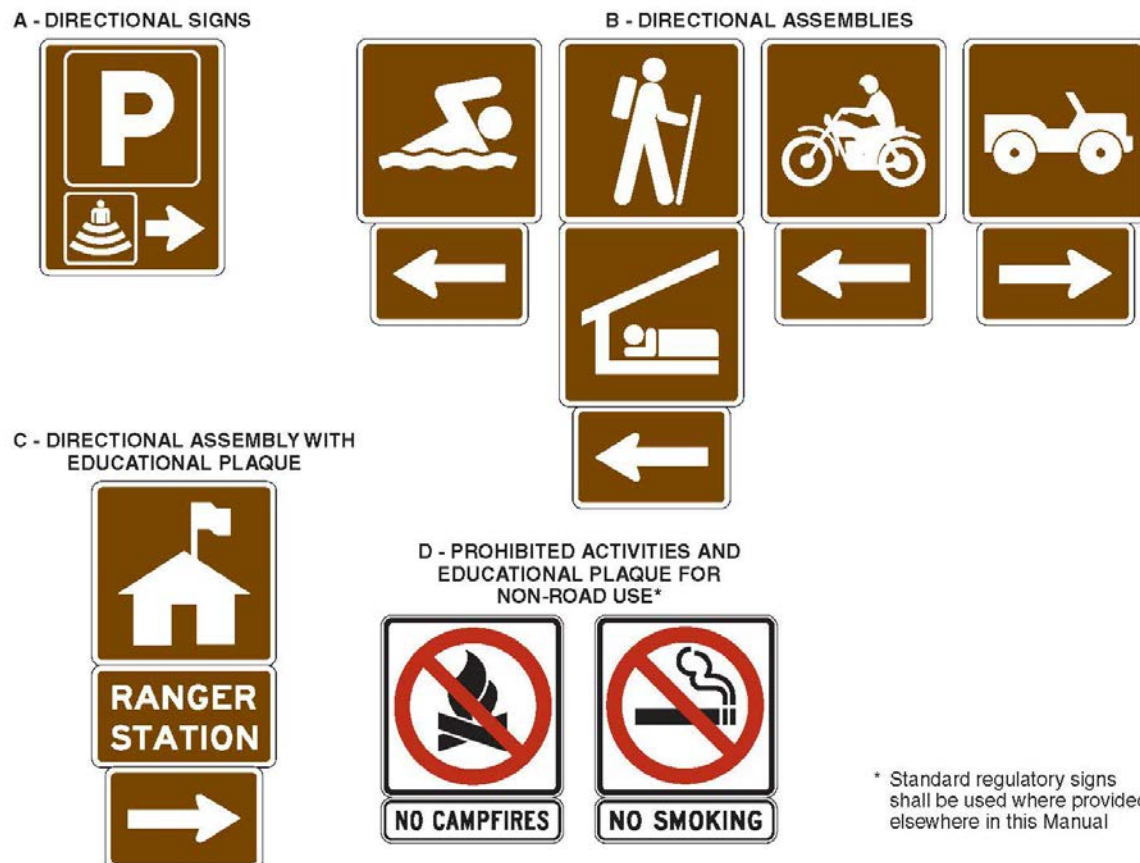 A - DIRECTIONAL SIGNS
P
B - DIRECTIONAL ASSEMBLIES
C - DIRECTIONAL ASSEMBLY WITH
EDUCATIONAL PLAQUE
RANGER
STATION
D - PROHIBITED ACTIVITIES AND
EDUCATIONAL PLAQUE FOR
NON-ROAD USE*
NO CAMPFIRES
NO SMOKING
* Standard regulatory signs
shall be used where provided
elsewhere in this Manual